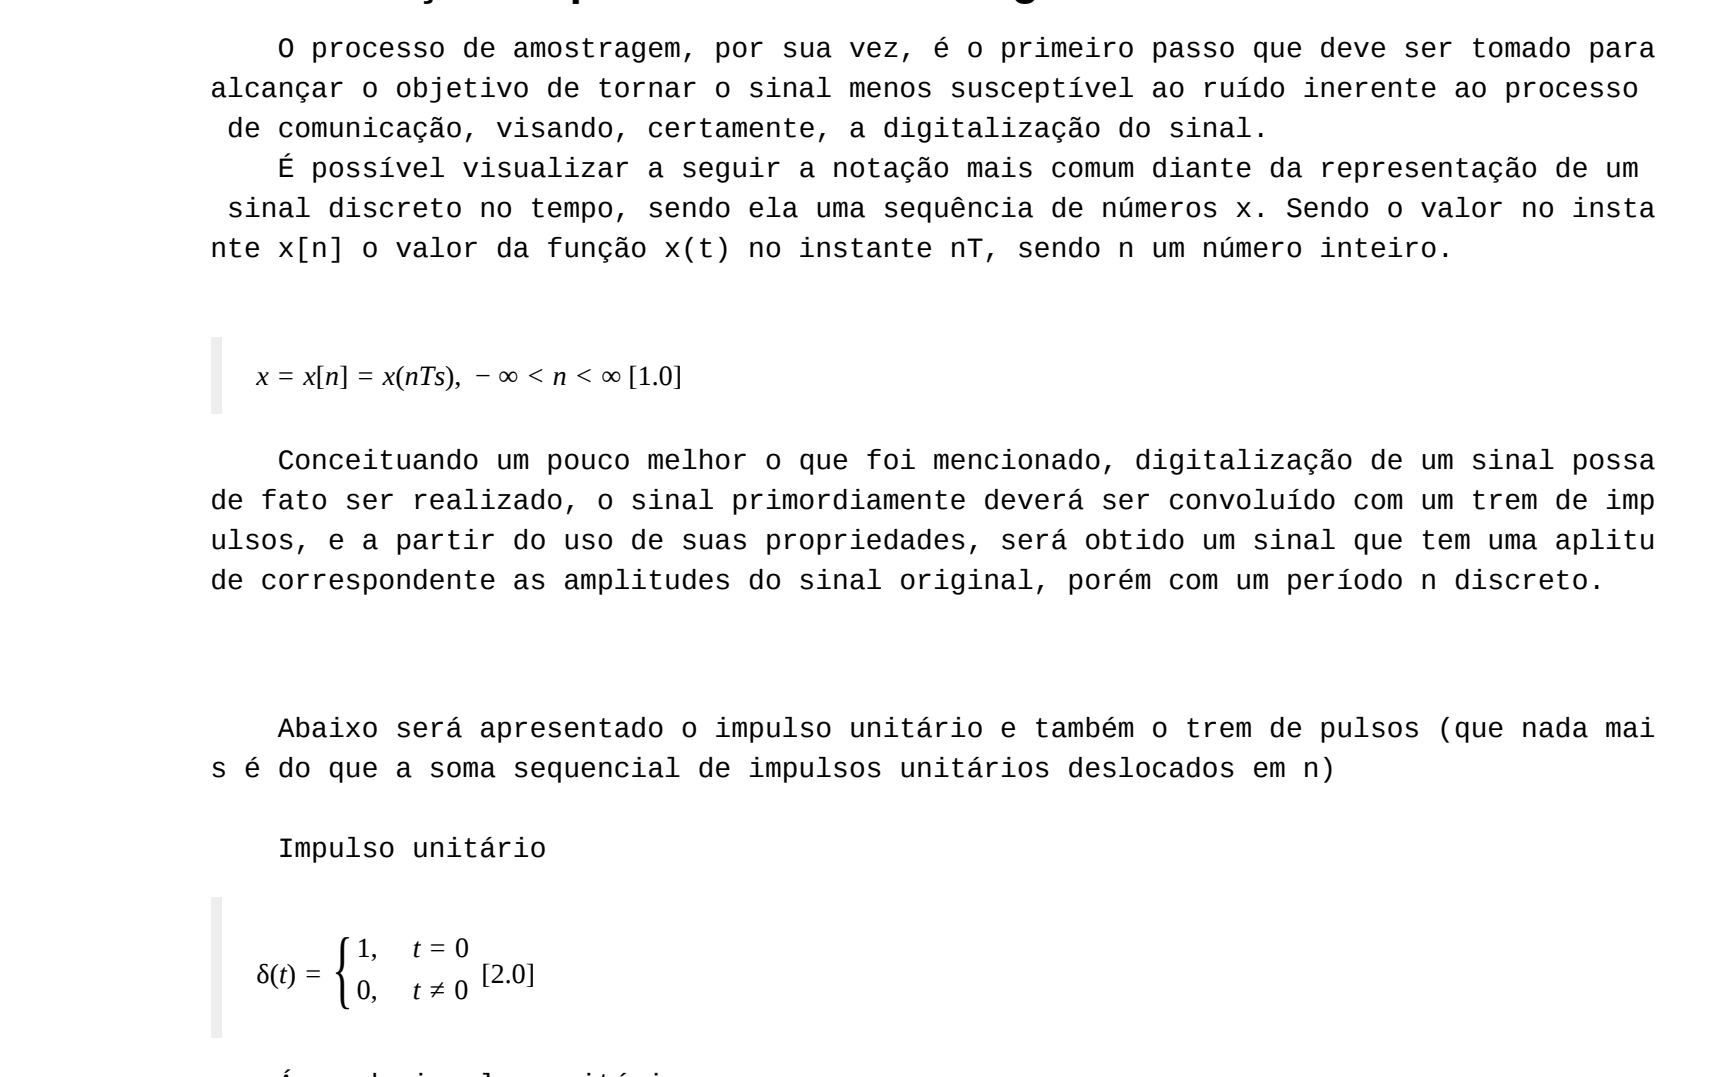 O processo de amostragem, por sua vez, é o primeiro passo que deve ser tomado para
alcançar o objetivo de tornar o sinal menos susceptível ao ruído inerente ao processo
de comunicação, visando, certamente, a digitalização do sinal.
É possível visualizar a seguir a notação mais comum diante da representação de um
sinal discreto no tempo, sendo ela uma sequência de números x. Sendo o valor no insta
nte x[n] o valor da função x(t) no instante nT, sendo n um número inteiro.
x = x[n] = x(nTs), − ∞ < n < ∞ [1.0]
Conceituando um pouco melhor o que foi mencionado, digitalização de um sinal possa
de fato ser realizado, o sinal primordiamente deverá ser convoluído com um trem de imp
ulsos, e a partir do uso de suas propriedades, será obtido um sinal que tem uma aplitu
de correspondente as amplitudes do sinal original, porém com um período n discreto.
Abaixo será apresentado o impulso unitário e também o trem de pulsos (que nada mai
s é do que a soma sequencial de impulsos unitários deslocados em n)
Impulso unitário
δ(t) = { 1, t = 0
0, t ≠ 0 [2.0]